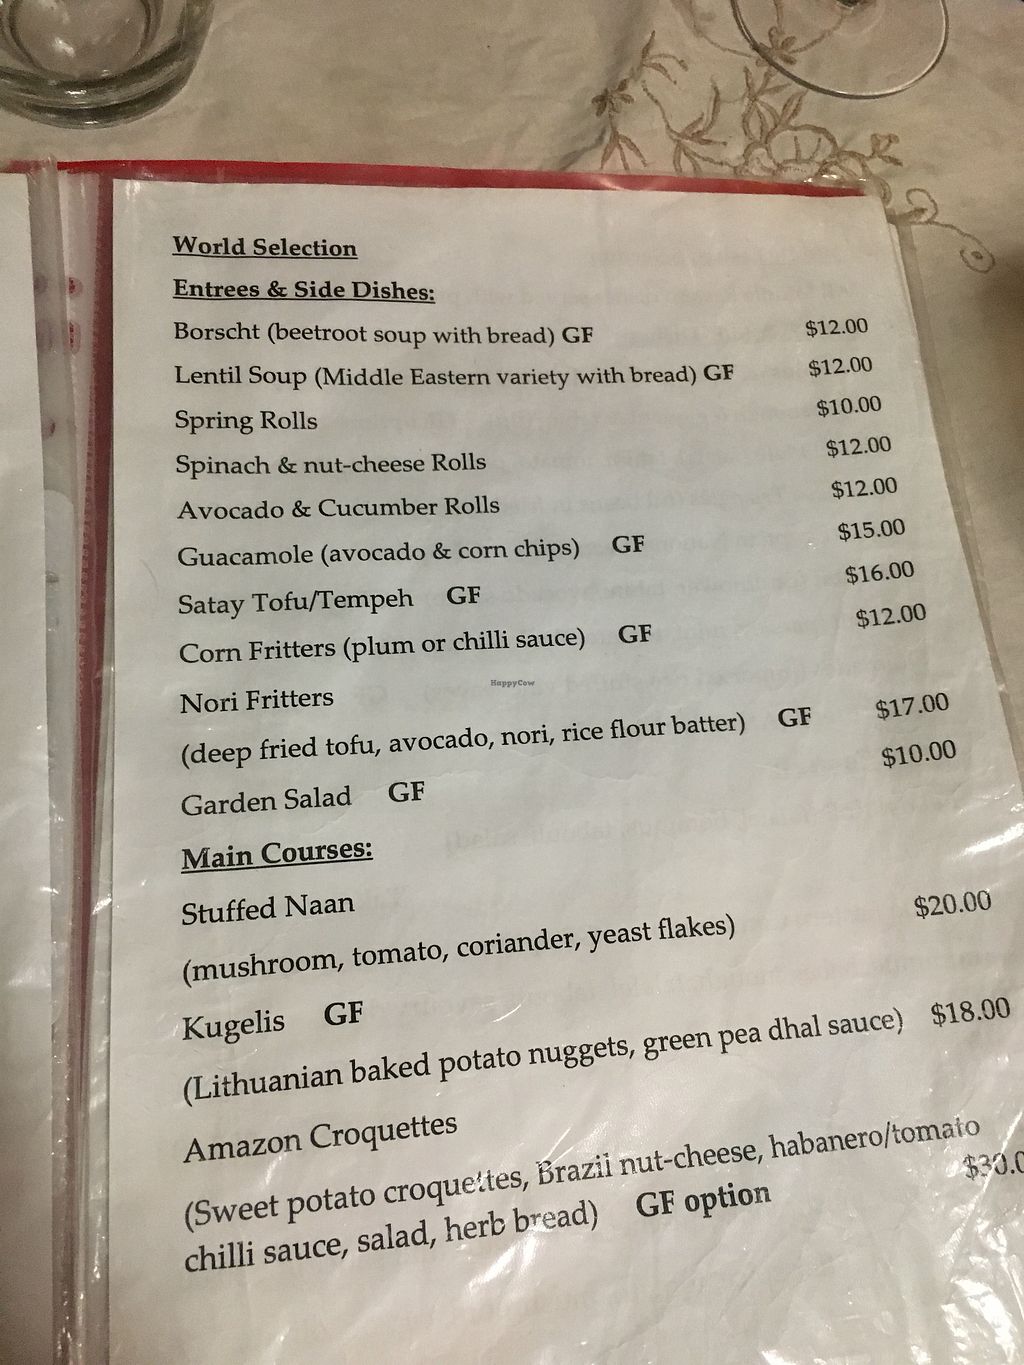 World Selection
Entrees & Side Dishes:
Borscht (beetroot soup with bread) GF $12.00
Lentil Soup (Middle Eastern variety with bread) GF $12.00
Spring Rolls $10.00
Spinach & nut-cheese Rolls $12.00
Avocado & Cucumber Rolls $12.00
Guacamole (avocado & corn chips) GF $15.00
Satay Tofu/Tempeh GF $16.00
Corn Fritters (plum or chilli sauce) GF $12.00
HappyCow
Nori Fritters
(deep fried tofu, avocado, nori, rice flour batter) GF $17.00
Garden Salad GF $10.00
Main Courses:
Stuffed Naan
(mushroom, tomato, coriander, yeast flakes) $20.00
Kugelis GF
(Lithuanian baked potato nuggets, green pea dhal sauce) $18.00
Amazon Croquettes
(Sweet potato croquettes, Brazil nut-cheese, habanero/tomato
chilli sauce, salad, herb bread) GF option $30.0